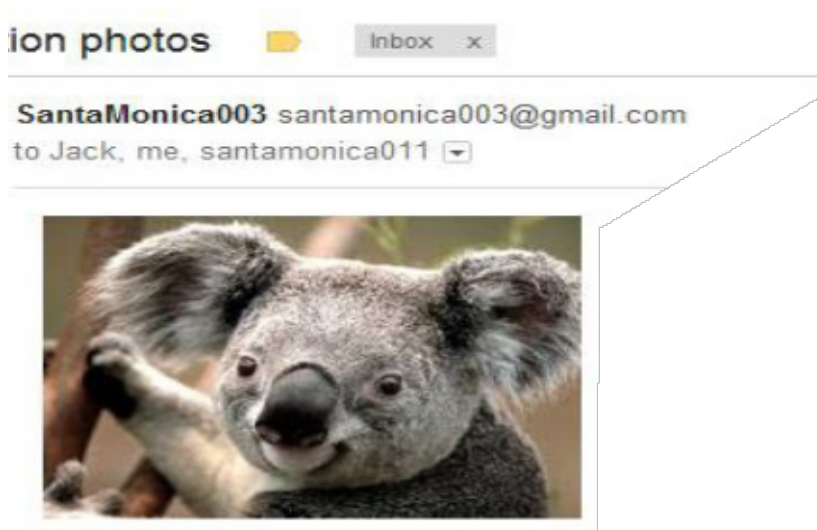 ion photos Inbox x
SantaMonica003 santamonica003@gmail.com
to Jack, me, santamonica011